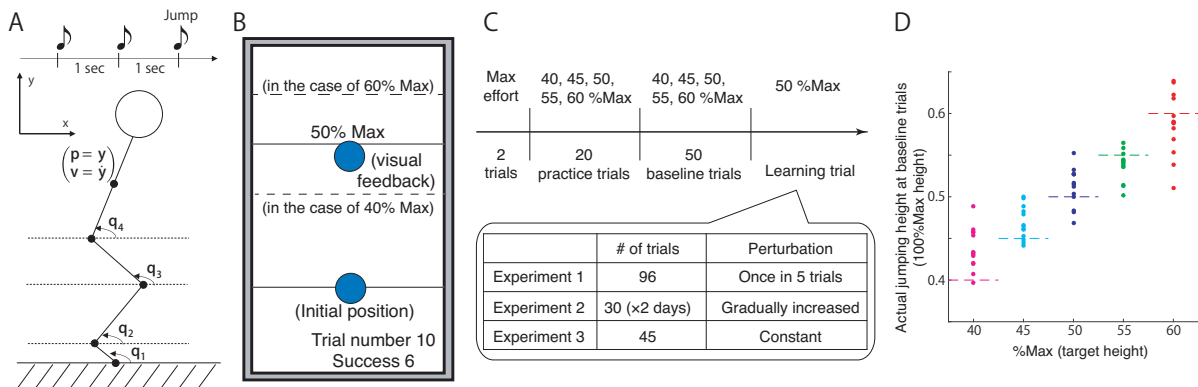 A
Jump
1 sec
1 sec
y
x
(p = y
v = ẏ)
q4
q3
q2
q1
B
(in the case of 60% Max)
50% Max
(visual
feedback)
(in the case of 40% Max)
(Initial position)
Trial number 10
Success 6
C
Max
effort
40, 45, 50,
55, 60 %Max
40, 45, 50,
55, 60 %Max
50 %Max
2
trials
20
practice trials
50
baseline trials
Learning trial
# of trials Perturbation
Experiment 1 96 Once in 5 trials
Experiment 2 30 (×2 days) Gradually increased
Experiment 3 45 Constant
D
Actual jumping height at baseline trials
(100%Max height)
0.6
0.5
0.4
40 45 50 55 60
%Max (target height)